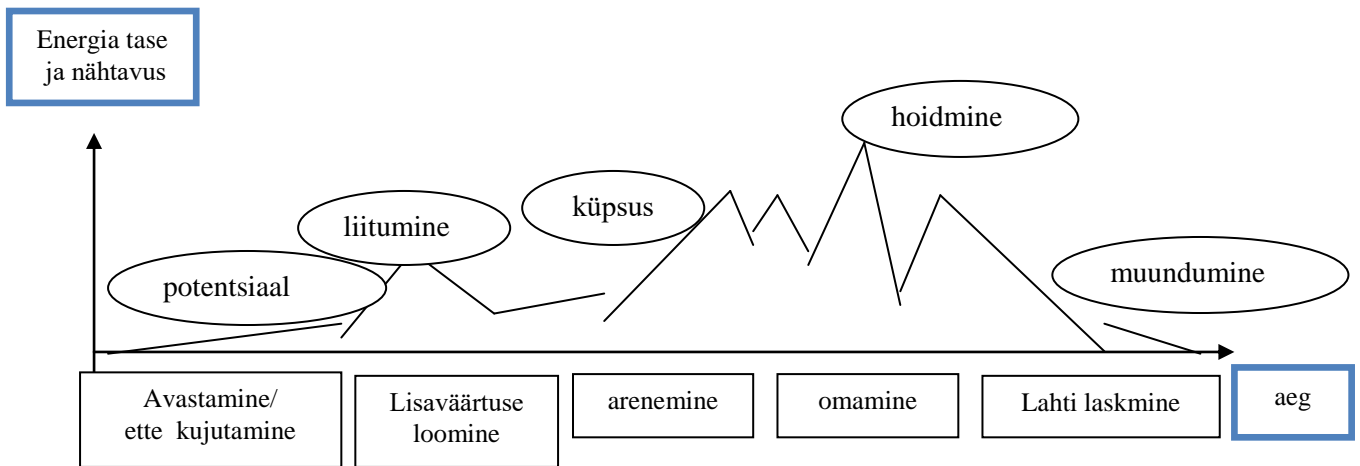 Energia tase
ja nähtavus
hoidmine
küpsus
liitumine
potentsiaal
muundumine
Avastamine/
ette kujutamine
Lisaväärtuse
loomine
arenemine
omamine
Lahti laskmine
aeg